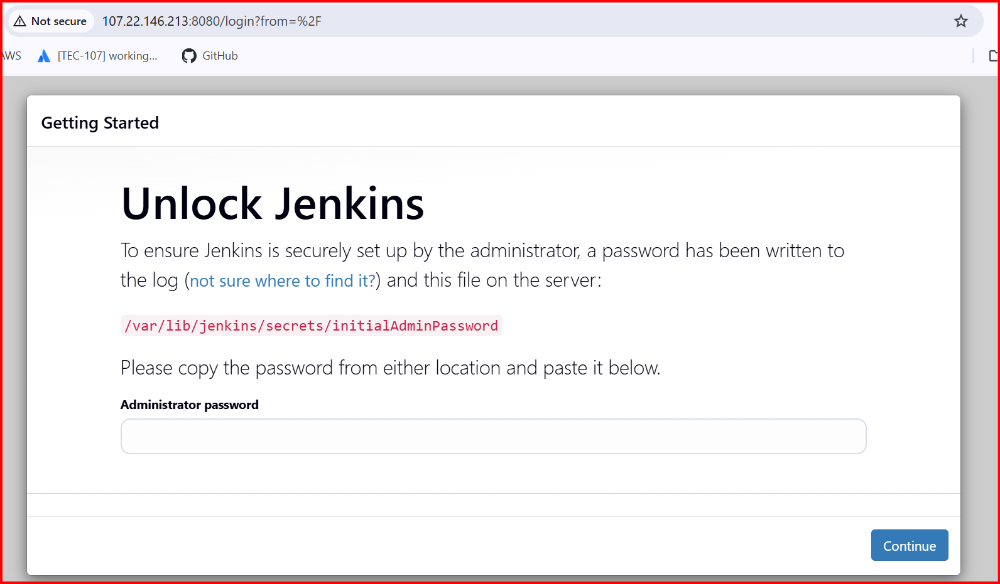 Not secure 107.22.146.213:8080/login?from=%2F
AWS [TEC-107] working... GitHub
Getting Started
Unlock Jenkins
To ensure Jenkins is securely set up by the administrator, a password has been written to
the log (not sure where to find it?) and this file on the server:
/var/lib/jenkins/secrets/initialAdminPassword
Please copy the password from either location and paste it below.
Administrator password
Continue